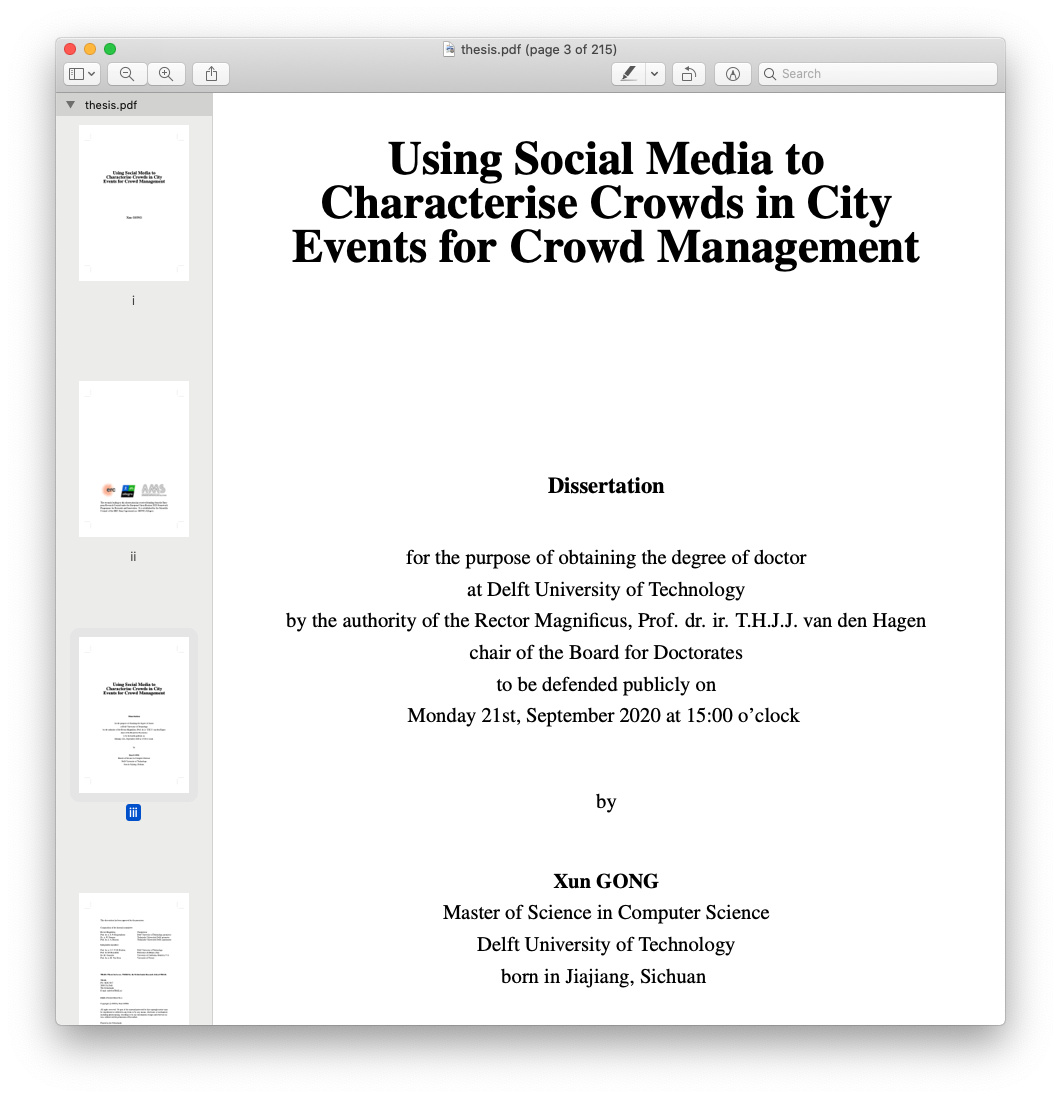 thesis.pdf (page 3 of 215)
Search
thesis.pdf
Using Social Media to
Characterise Crowds in City
Events for Crowd Management
Xun GONG
i
erc
AMS
ii
Using Social Media to
Characterise Crowds in City
Events for Crowd Management
iii
Using Social Media to
Characterise Crowds in City
Events for Crowd Management
Dissertation
for the purpose of obtaining the degree of doctor
at Delft University of Technology
by the authority of the Rector Magnificus, Prof. dr. ir. T.H.J.J. van den Hagen
chair of the Board for Doctorates
to be defended publicly on
Monday 21st, September 2020 at 15:00 o’clock
by
Xun GONG
Master of Science in Computer Science
Delft University of Technology
born in Jiajiang, Sichuan